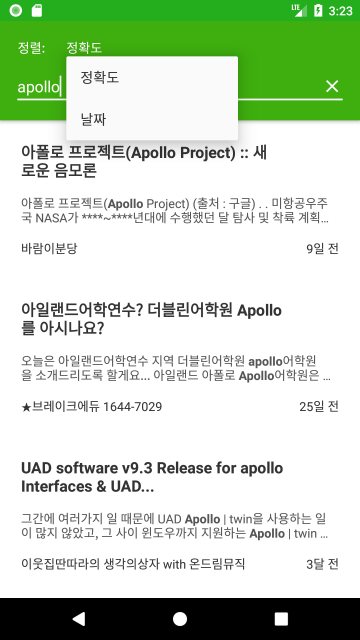 3:23
정렬: 정확도
정확도
apollo
날짜
아폴로 프로젝트(Apollo Project) :: 새
로운 음모론
아폴로 프로젝트(Apollo Project) (출처 : 구글) . . 미항공우주
국 NASA가 ****~****년대에 수행했던 달 탐사 및 착륙 계획…
바람이분당 9일 전
아일랜드어학연수? 더블린어학원 Apollo
를 아시나요?
오늘은 아일랜드어학연수 지역 더블린어학원 apollo어학원
을 소개드리도록 할게요... 아일랜드 아폴로 Apollo어학원은 …
★브레이크에듀 1644-7029 25일 전
UAD software v9.3 Release for apollo
Interfaces & UAD...
그간에 여러가지 일 때문에 UAD Apollo | twin을 사용하는 일
이 많지 않았고, 그 사이 윈도우까지 지원하는 Apollo | twin …
이웃집딴따라의 생각의상자 with 온드림뮤직 3달 전